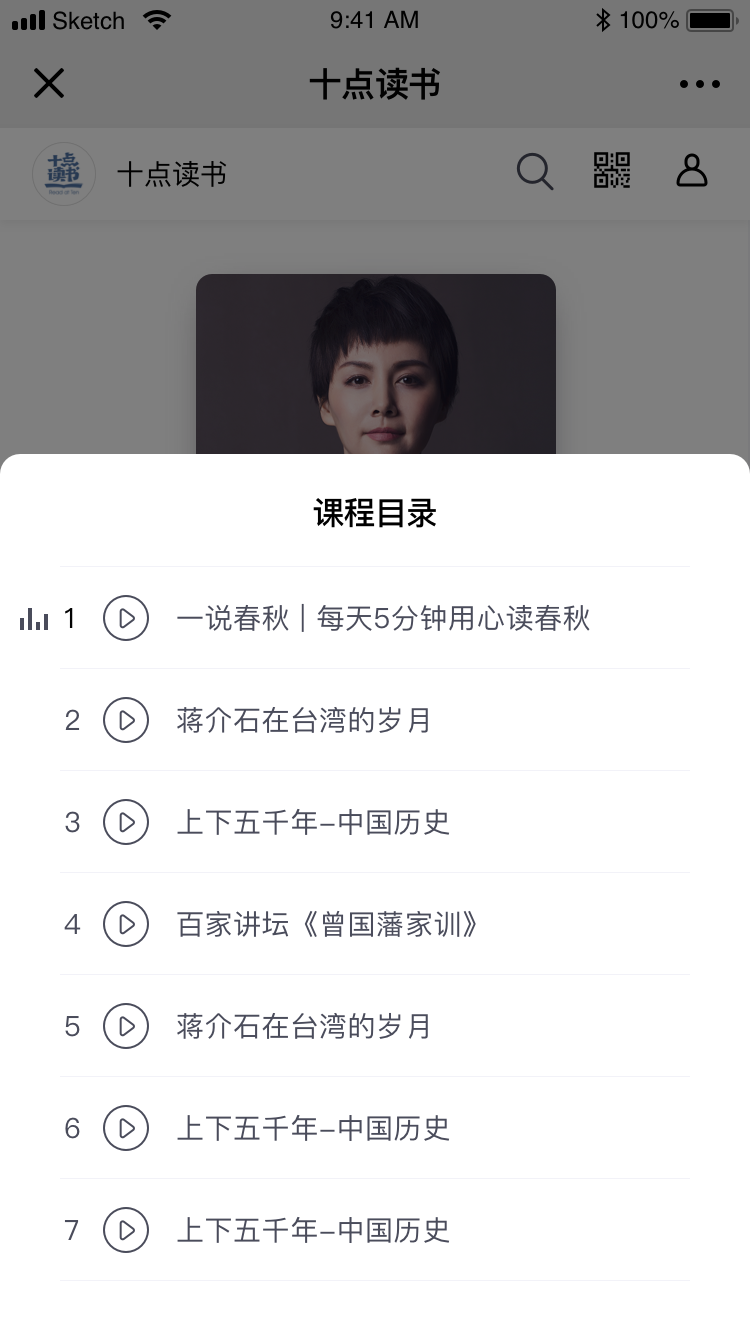 Sketch 9:41 AM 100%
十点读书
十点读书 十点读书
课程目录
1 一说春秋 | 每天5分钟用心读春秋
2 蒋介石在台湾的岁月
3 上下五千年–中国历史
4 百家讲坛《曾国藩家训》
5 蒋介石在台湾的岁月
6 上下五千年–中国历史
7 上下五千年–中国历史